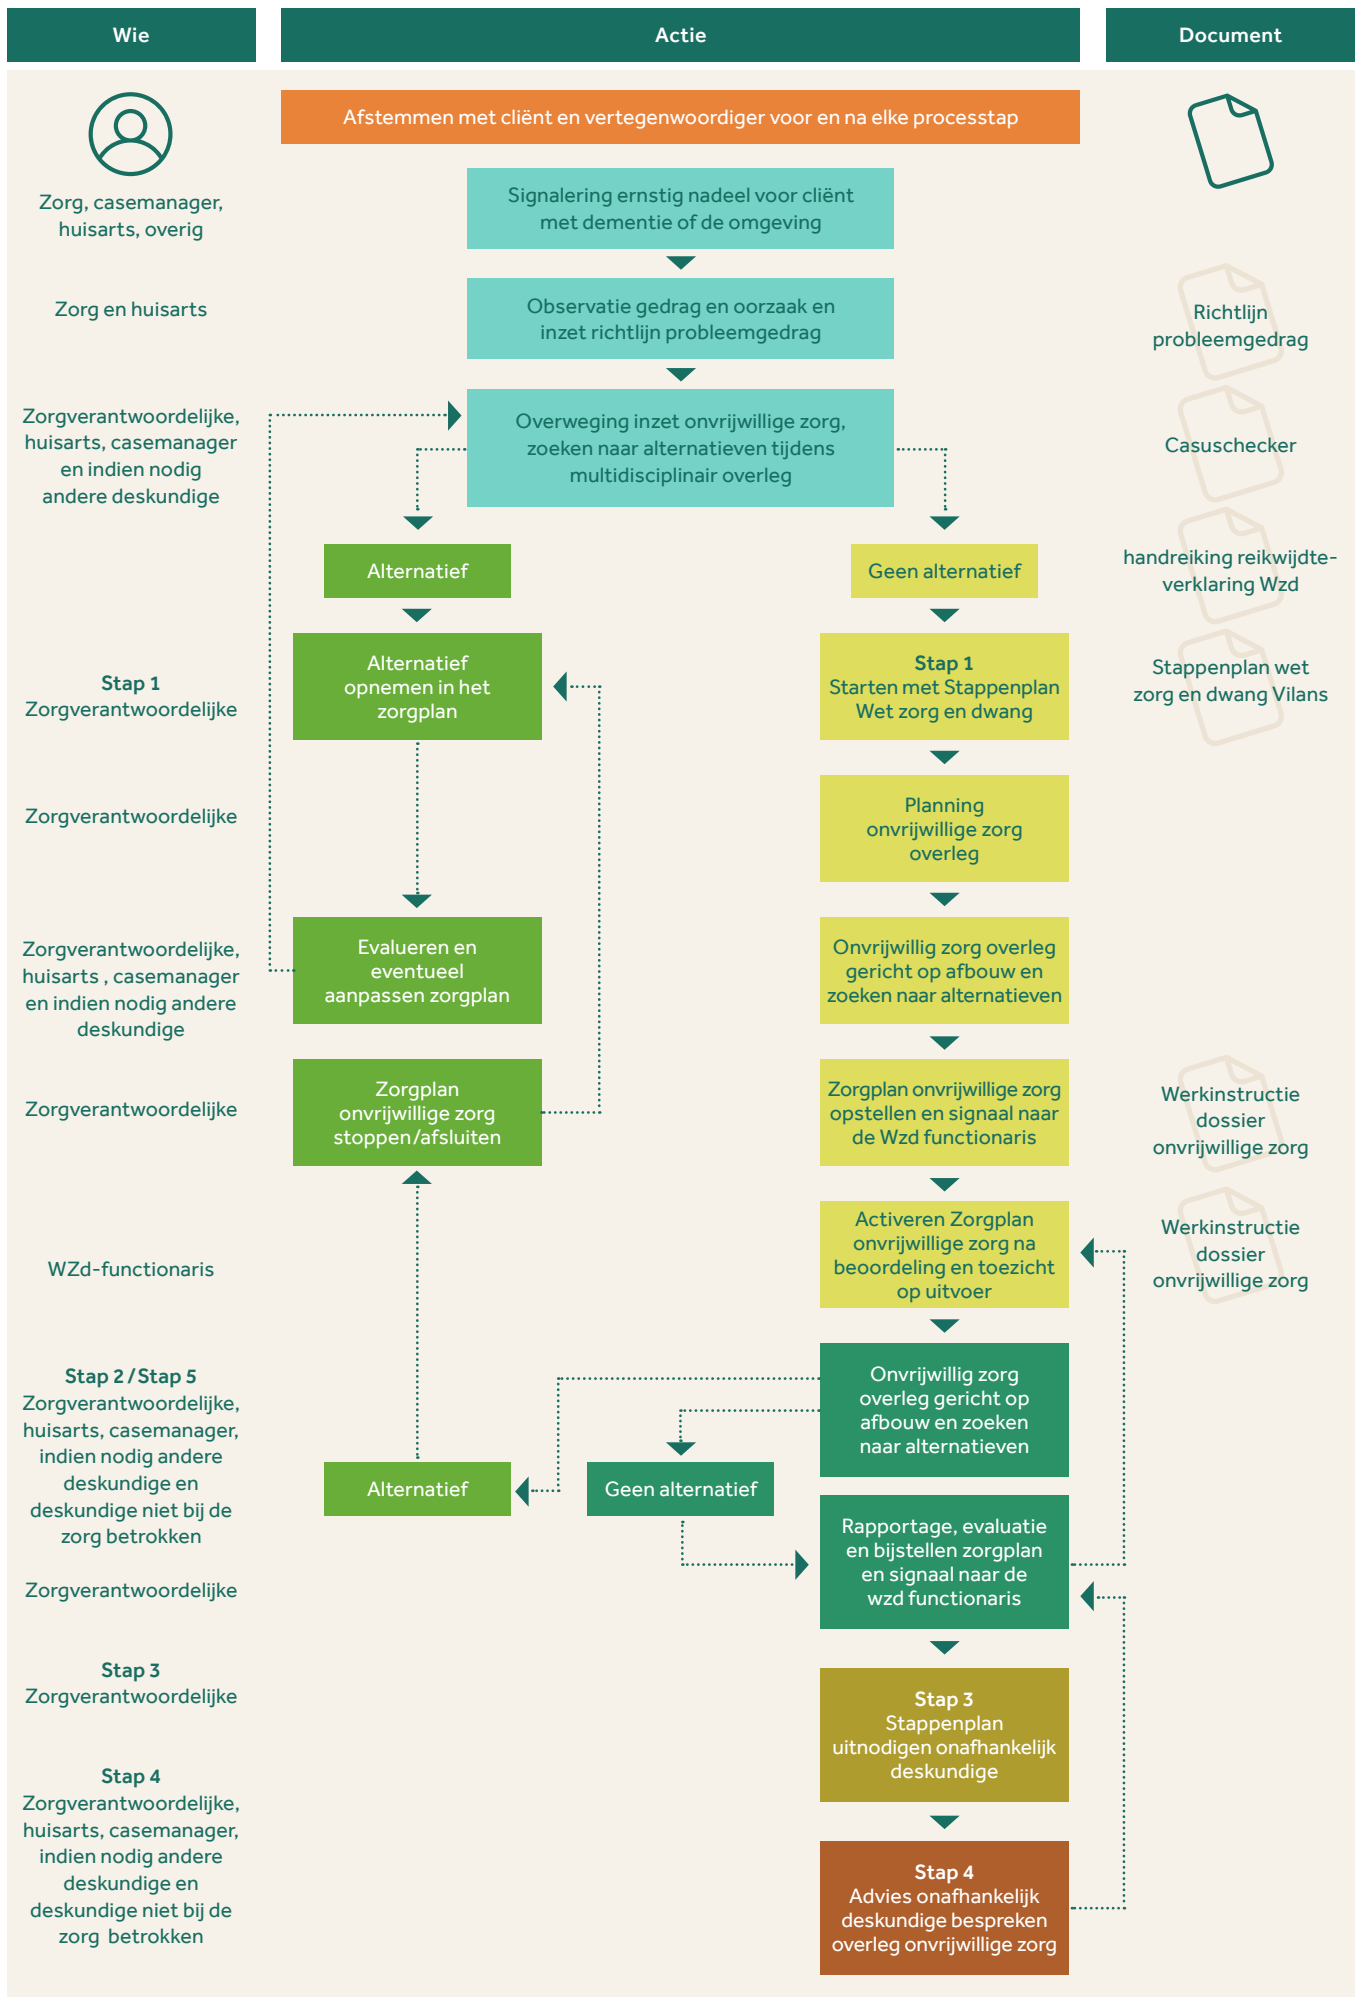 Wie
Actie
Document
Afstemmen met cliënt en vertegenwoordiger voor en na elke processtap
Zorg, casemanager,
huisarts, overig
Signalering ernstig nadeel voor cliënt
met dementie of de omgeving
Zorg en huisarts
Observatie gedrag en oorzaak en
inzet richtlijn probleemgedrag
Richtlijn
probleemgedrag
Zorgverantwoordelijke,
huisarts, casemanager
en indien nodig
andere deskundige
Overweging inzet onvrijwillige zorg,
zoeken naar alternatieven tijdens
multidisciplinair overleg
Casuschecker
Alternatief
Geen alternatief
handreiking reikwijdte-
verklaring Wzd
Stap 1
Zorgverantwoordelijke
Alternatief
opnemen in het
zorgplan
Stap 1
Starten met Stappenplan
Wet zorg en dwang
Stappenplan wet
zorg en dwang Vilans
Zorgverantwoordelijke
Planning
onvrijwillige zorg
overleg
Zorgverantwoordelijke,
huisarts , casemanager
en indien nodig andere
deskundige
Evalueren en
eventueel
aanpassen zorgplan
Onvrijwillig zorg overleg
gericht op afbouw en
zoeken naar alternatieven
Zorgverantwoordelijke
Zorgplan
onvrijwillige zorg
stoppen/afsluiten
Zorgplan onvrijwillige zorg
opstellen en signaal naar
de Wzd functionaris
Werkinstructie
dossier
onvrijwillige zorg
WZd-functionaris
Activeren Zorgplan
onvrijwillige zorg na
beoordeling en toezicht
op uitvoer
Werkinstructie
dossier
onvrijwillige zorg
Stap 2/Stap 5
Zorgverantwoordelijke,
huisarts, casemanager,
indien nodig andere
deskundige en
deskundige niet bij de
zorg betrokken
Onvrijwillig zorg
overleg gericht op
afbouw en zoeken
naar alternatieven
Alternatief
Geen alternatief
Zorgverantwoordelijke
Rapportage, evaluatie
en bijstellen zorgplan
en signaal naar de
wzd functionaris
Stap 3
Zorgverantwoordelijke
Stap 3
Stappenplan
uitnodigen onafhankelijk
deskundige
Stap 4
Zorgverantwoordelijke,
huisarts, casemanager,
indien nodig andere
deskundige en
deskundige niet bij de
zorg betrokken
Stap 4
Advies onafhankelijk
deskundige bespreken
overleg onvrijwillige zorg